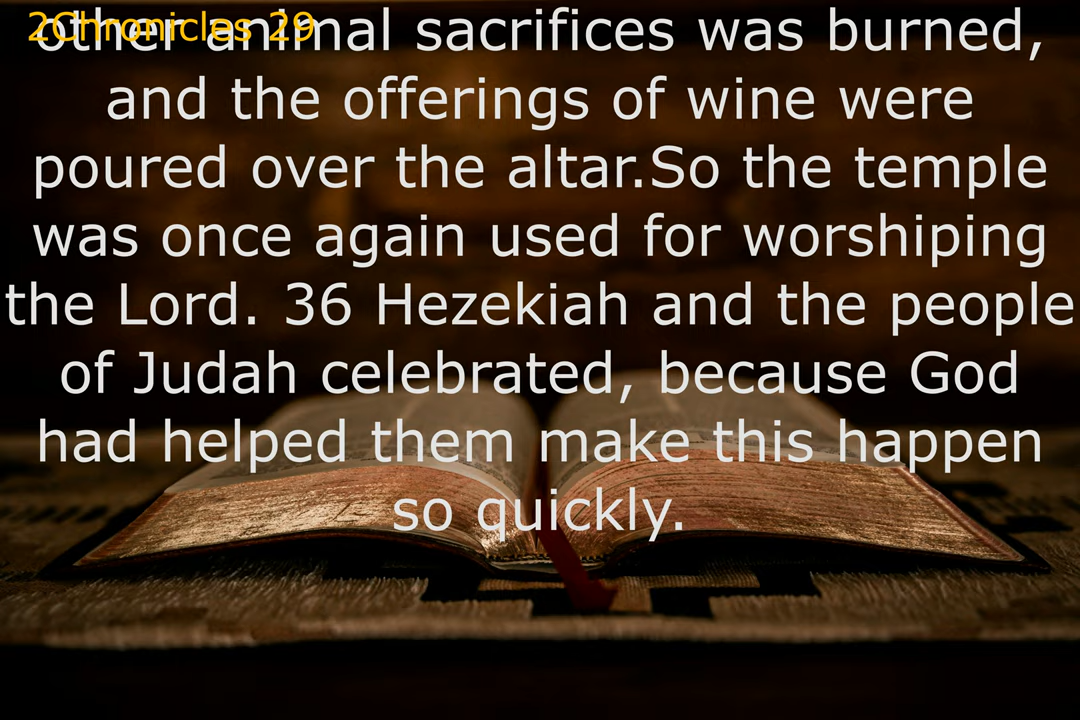 2Chronicles 29
other animal sacrifices was burned,
and the offerings of wine were
poured over the altar.So the temple
was once again used for worshiping
the Lord. 36 Hezekiah and the people
of Judah celebrated, because God
had helped them make this happen
so quickly.